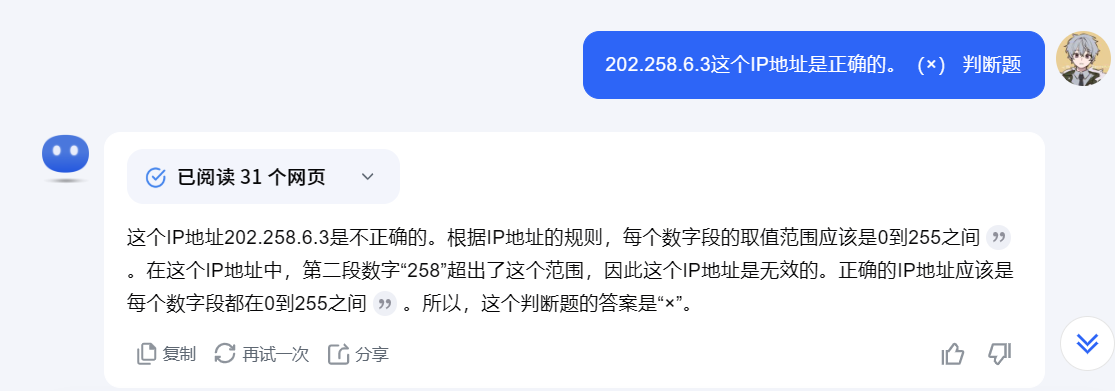 202.258.6.3这个IP地址是正确的。（×） 判断题
已阅读 31 个网页
这个IP地址202.258.6.3是不正确的。根据IP地址的规则，每个数字段的取值范围应该是0到255之间
。在这个IP地址中，第二段数字“258”超出了这个范围，因此这个IP地址是无效的。正确的IP地址应该是
每个数字段都在0到255之间 。所以，这个判断题的答案是“×”。
复制 再试一次 分享